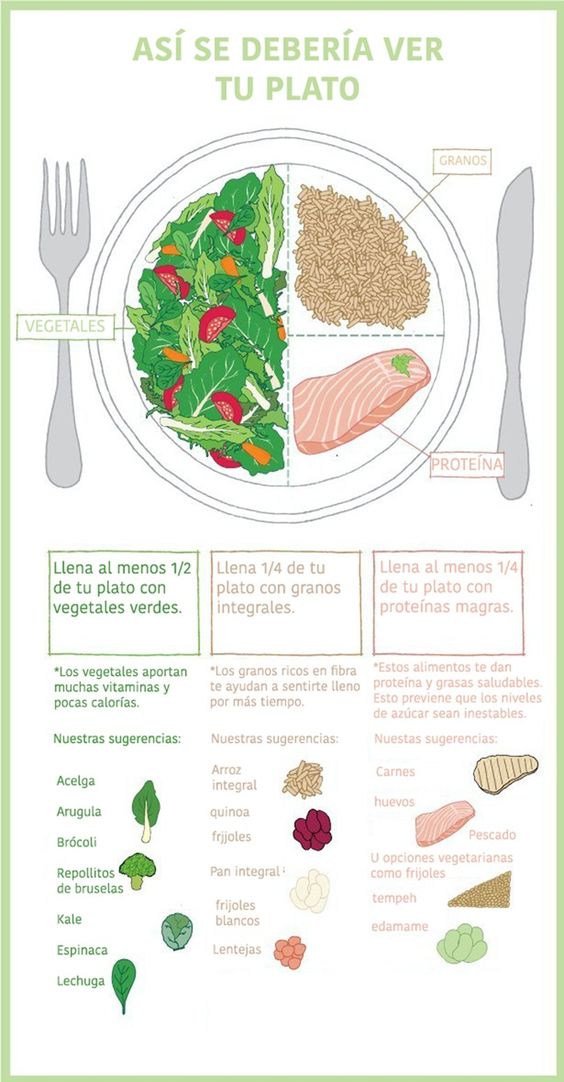 ASÍ SE DEBERÍA VER
TU PLATO
GRANOS
VEGETALES
PROTEÍNA
Llena al menos 1/2
de tu plato con
vegetales verdes.
*Los vegetales aportan
muchas vitaminas y
pocas calorías.
Nuestras sugerencias:
Acelga
Arugula
Brócoli
Repollitos
de bruselas
Kale
Espinaca
Lechuga
Llena 1/4 de tu
plato con granos
integrales.
*Los granos ricos en fibra
te ayudan a sentirte lleno
por más tiempo.
Nuestras sugerencias:
Arroz
integral
quinoa
frijoles
Pan integral
frijoles
blancos
Lentejas
Llena al menos 1/4
de tu plato con
proteínas magras.
*Estos alimentos te dan
proteína y grasas saludables.
Esto previene que los niveles
de azúcar sean inestables.
Nuestas sugerencias:
Carnes
huevos
Pescado
U opciones vegetarianas
como frijoles
tempeh
edamame